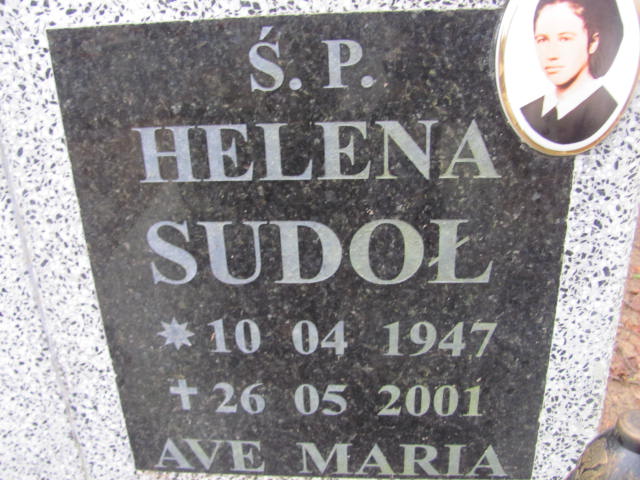 Ś. P.
HELENA
SUDOŁ
✷ 10 04 1947
✝ 26 05 2001
AVE MARIA